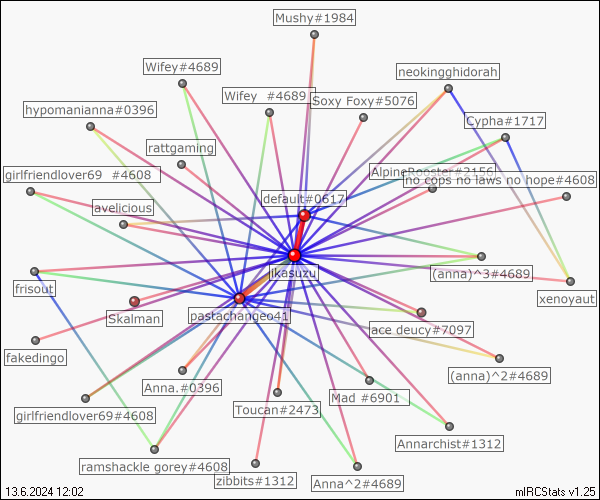 Mushy#1984
Wifey#4689
neokingghidorah
Wifey  #4689
Soxy Foxy#5076
hypomanianna#0396
Cypha#1717
rattgaming
AlpineRooster#2156
girlfriendlover69  #4608
no cops no laws no hope#4608
default#0617
avelicious
ikasuzu
(anna)^3#4689
frisout
xenoyaut
Skalman
pastachangeo41
ace deucy#7097
fakedingo
(anna)^2#4689
Anna.#0396
Mad #6901
girlfriendlover69#4608
Toucan#2473
Annarchist#1312
ramshackle gorey#4608
zibbits#1312
Anna^2#4689
13.6.2024 12:02
mIRCStats v1.25